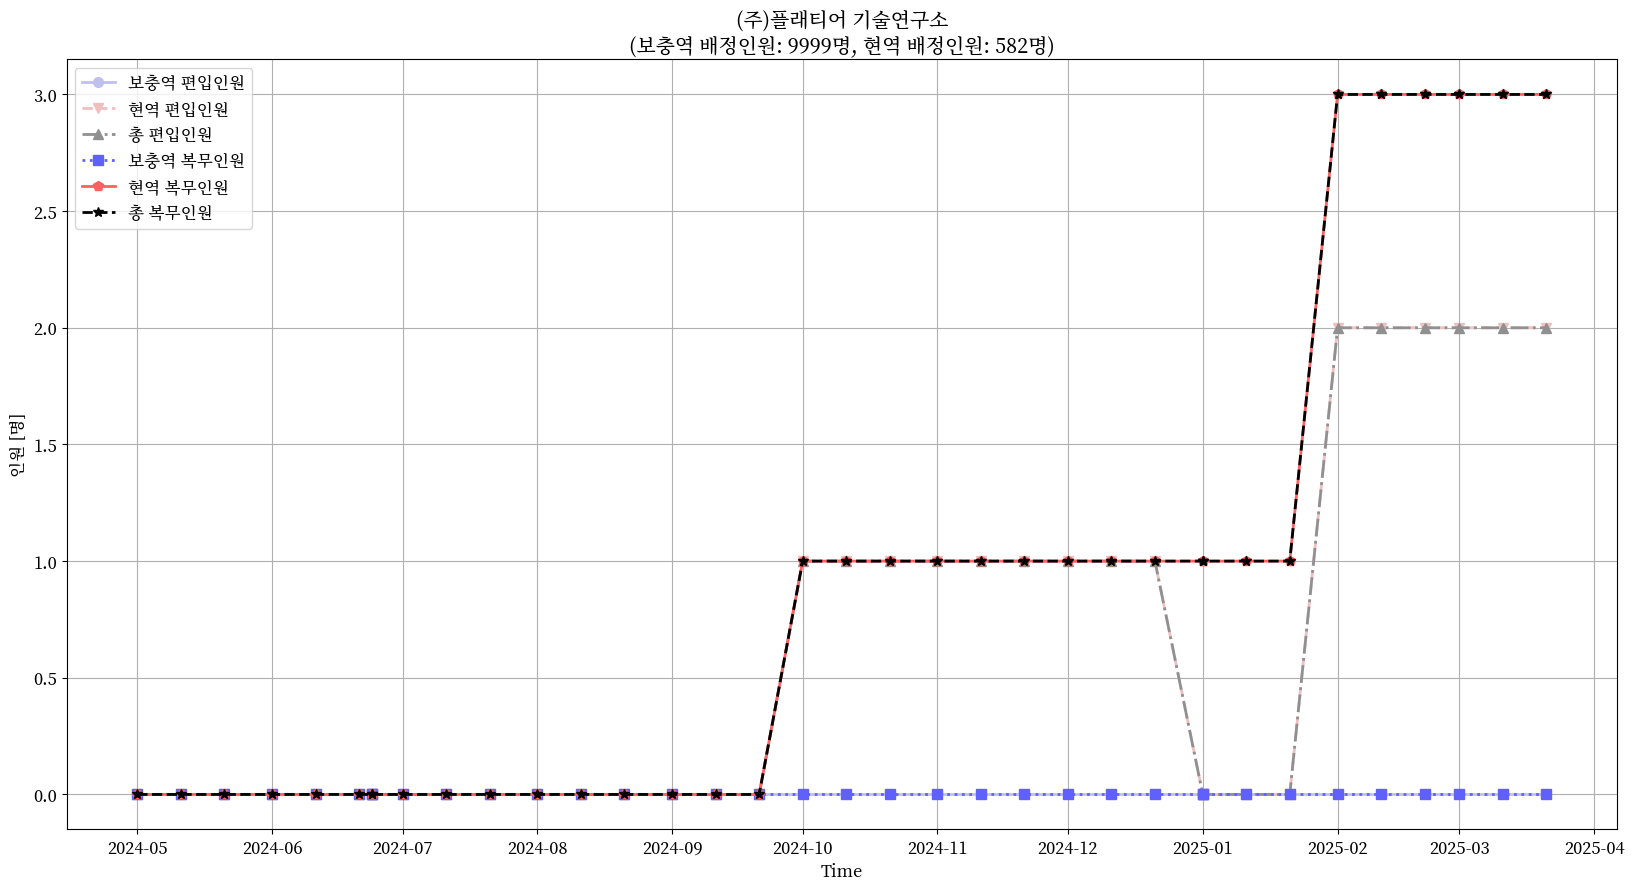 (주)플래티어 기술연구소
(보충역 배정인원: 9999명, 현역 배정인원: 582명)
보충역 편입인원
현역 편입인원
총 편입인원
보충역 복무인원
현역 복무인원
총 복무인원
인원 [명]
3.0
2.5
2.0
1.5
1.0
0.5
0.0
2024-05 2024-06 2024-07 2024-08 2024-09 2024-10 2024-11 2024-12 2025-01 2025-02 2025-03 2025-04
Time